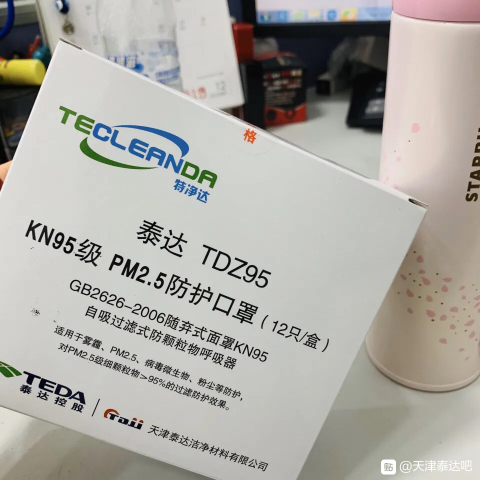 格
TECLEANDA
特净达
泰达 TDZ95
KN95级 PM2.5防护口罩(12只/盒)
GB2626-2006随弃式面罩KN95
自吸过滤式防颗粒物呼吸器
适用于雾霾、PM2.5、病毒微生物、粉尘等防护,
对PM2.5级细颗粒物≥95%的过滤防护效果。
TEDA
泰达控股
天津泰达洁净材料有限公司
STARBU
@天津泰达吧